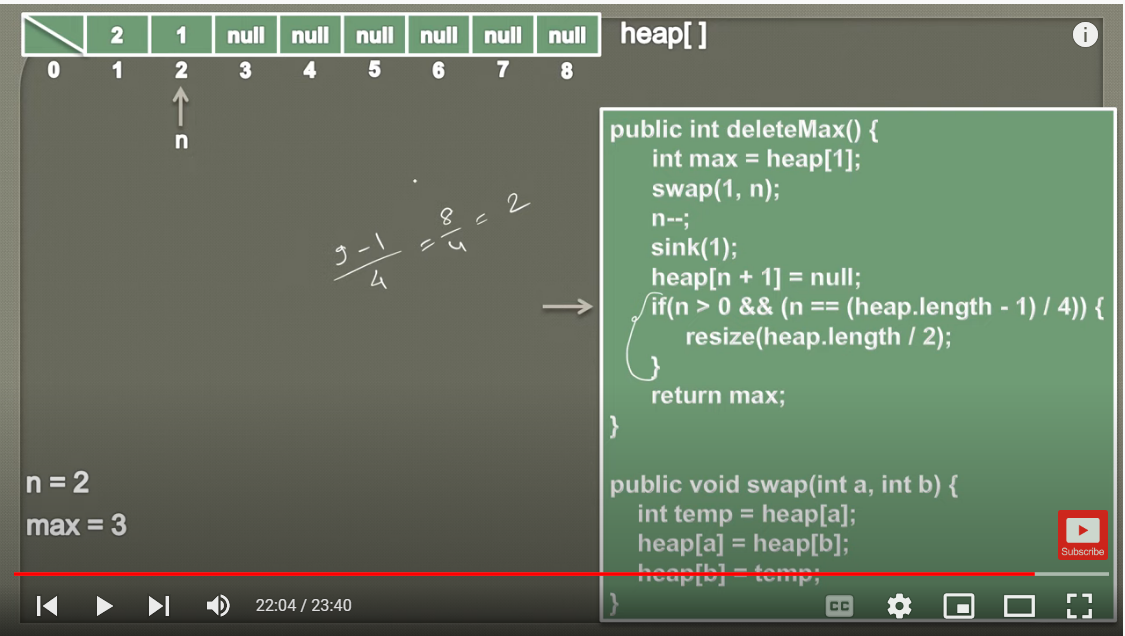 2 1 null null null null null null heap[ ]
0 1 2 3 4 5 6 7 8
n
public int deleteMax() {
int max = heap[1];
swap(1, n);
n--;
sink(1);
heap[n + 1] = null;
if(n > 0 && (n == (heap.length - 1) / 4)) {
resize(heap.length / 2);
}
return max;
}
9 - 1 = 8 = 2
4 4
n = 2
max = 3
public void swap(int a, int b) {
int temp = heap[a];
heap[a] = heap[b];
heap[b] = temp;
}
Subscribe
22:04 / 23:40
CC